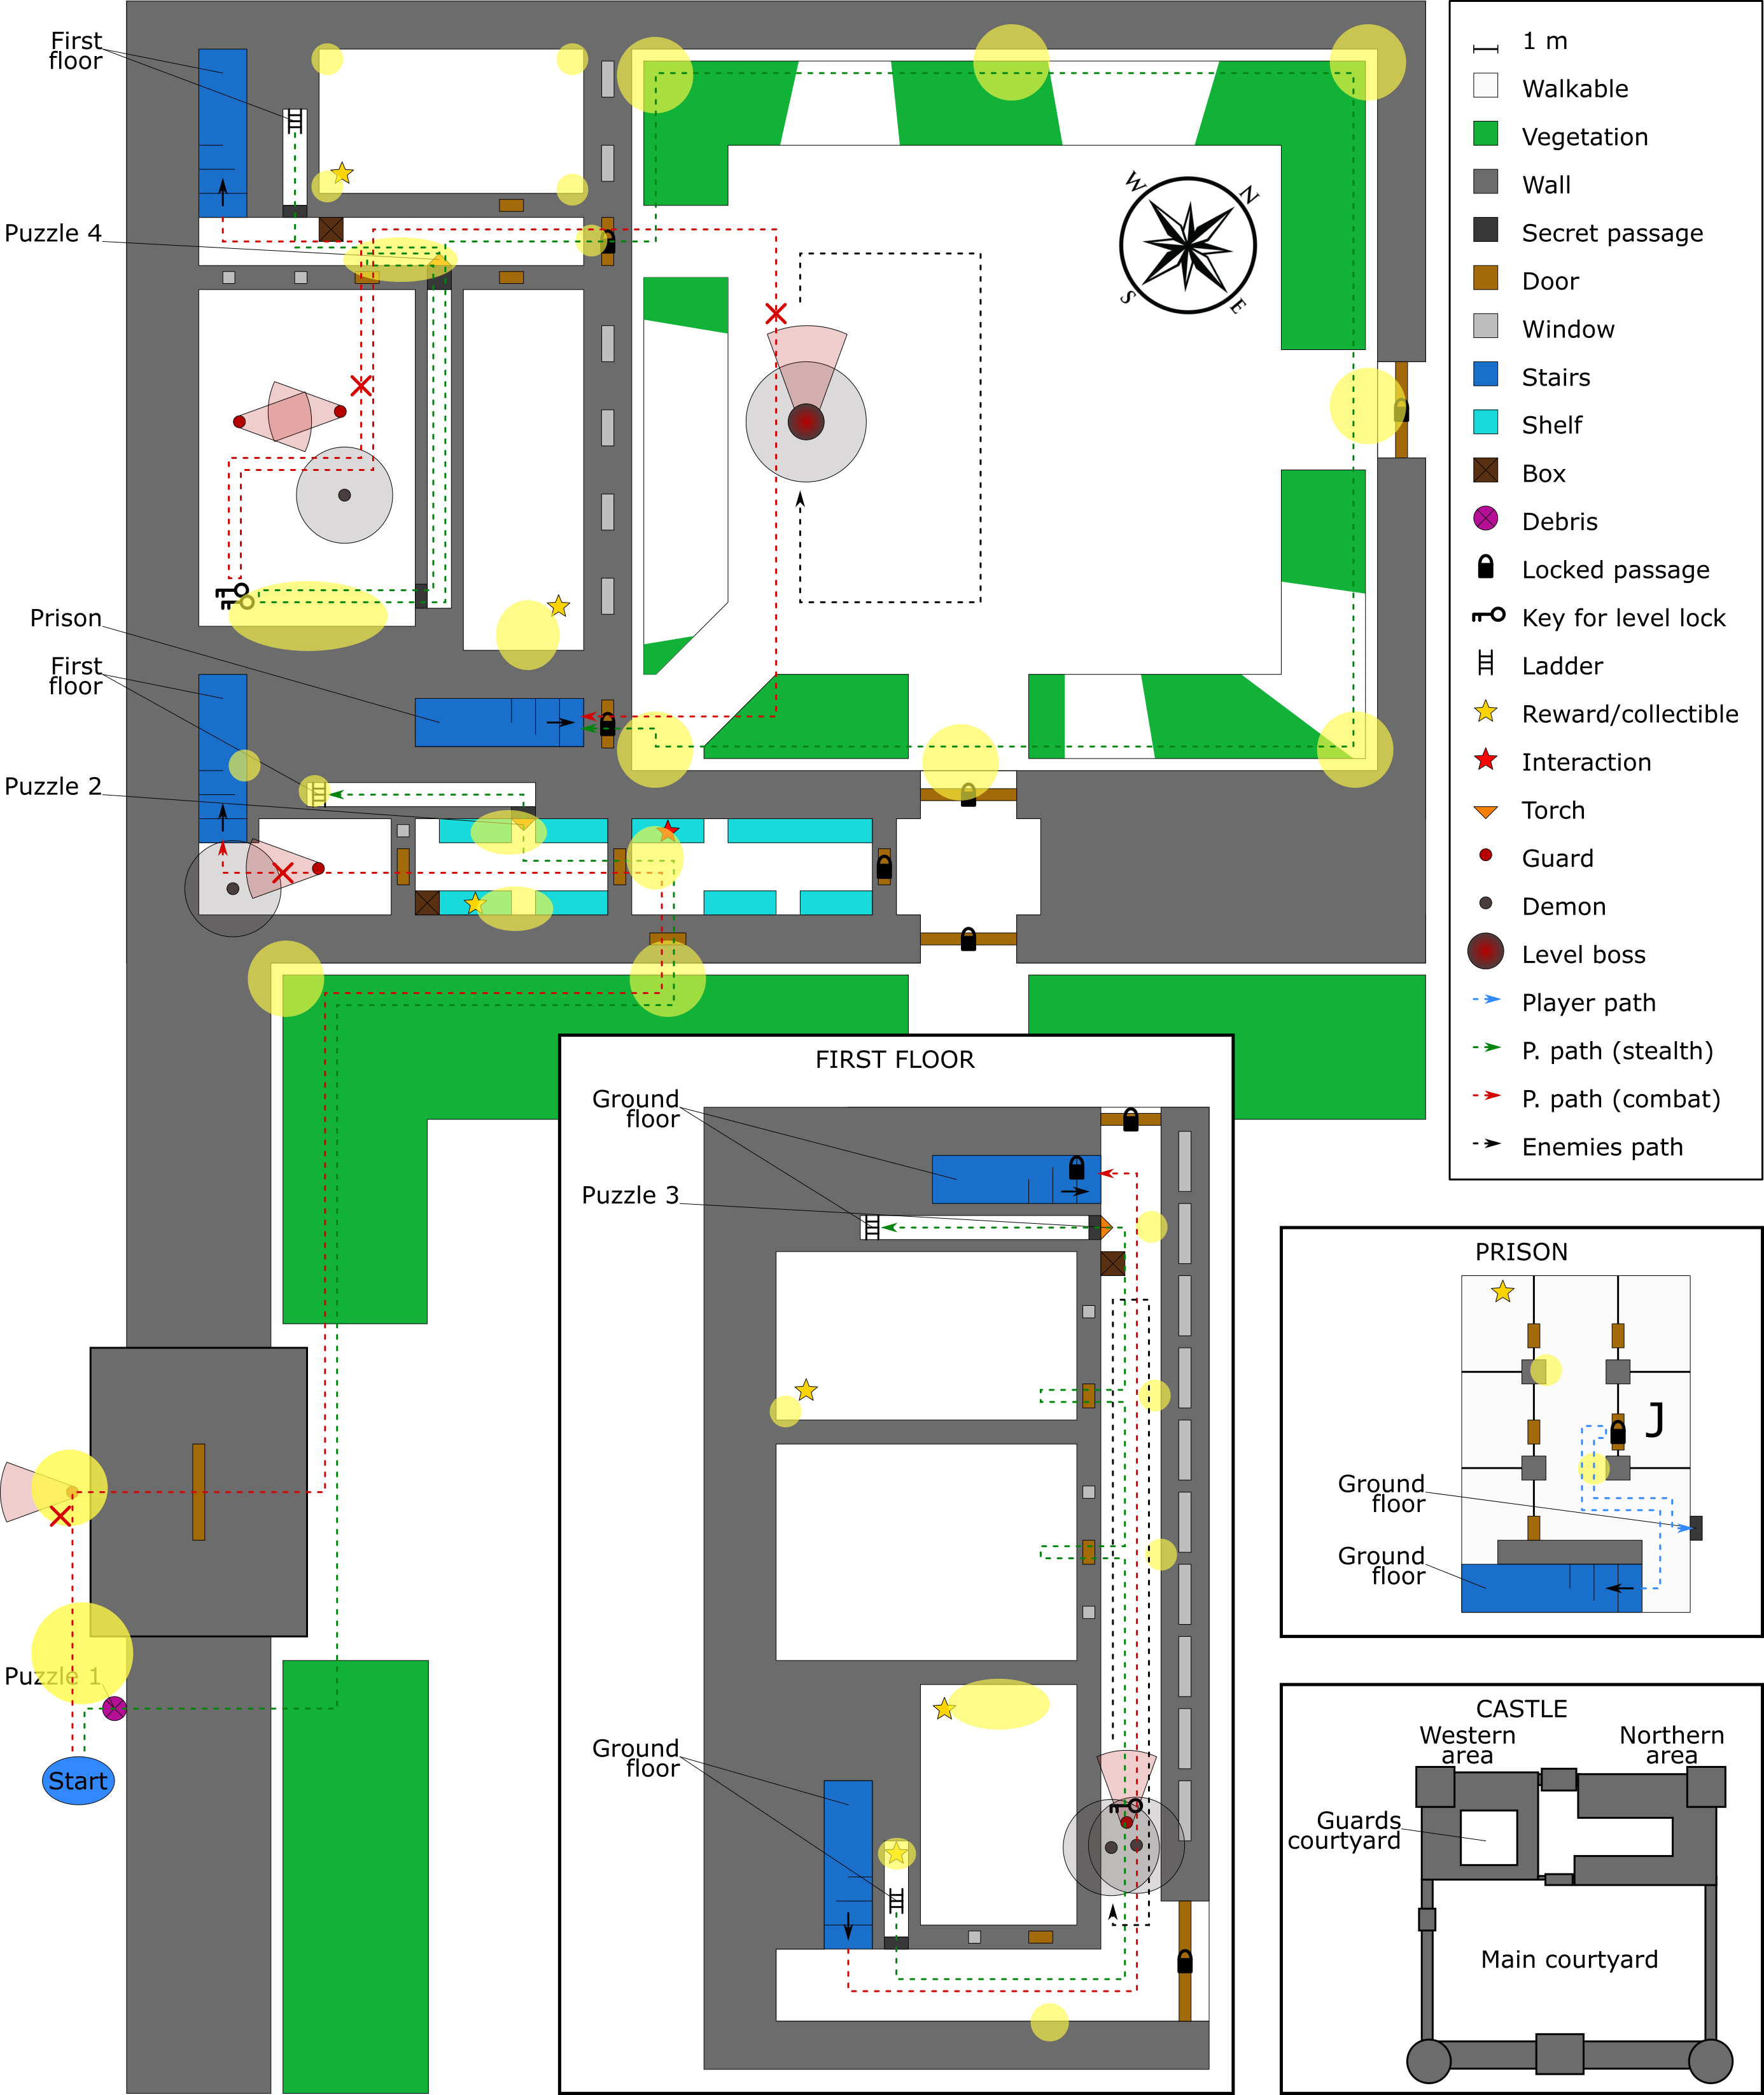 First
floor
Puzzle 4
Prison
First
floor
Puzzle 2
Puzzle 1
Start
W
N
S
E
1 m
Walkable
Vegetation
Wall
Secret passage
Door
Window
Stairs
Shelf
Box
Debris
Locked passage
Key for level lock
Ladder
Reward/collectible
Interaction
Torch
Guard
Demon
Level boss
Player path
P. path (stealth)
P. path (combat)
Enemies path
FIRST FLOOR
Ground
floor
Puzzle 3
Ground
floor
PRISON
J
Ground
floor
Ground
floor
CASTLE
Western
area
Northern
area
Guards
courtyard
Main courtyard